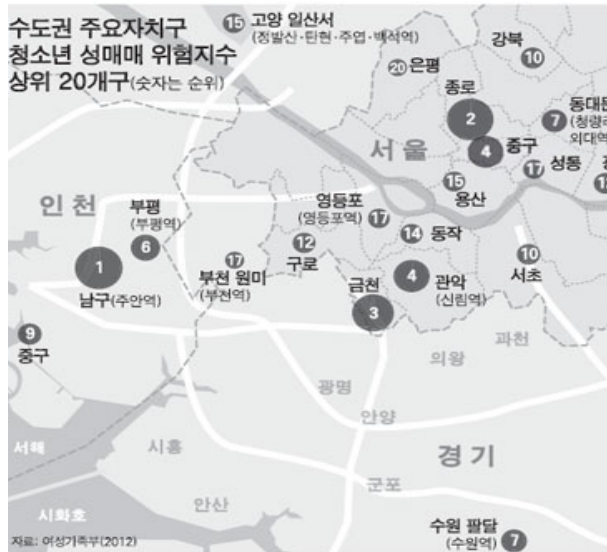 수도권 주요자치구
청소년 성매매 위험지수
상위 20개구(숫자는 순위)
15 고양 일산서
(정발산·탄현·주엽·백석역)
강북
10
20 은평
종로
2
동대문
7 (청량리
외대역
서울
4 중구
17 성동
15
용산
인천
부평
(부평역)
6
영등포
(영등포역) 17
14 동작
12
구로
17
부천 원미
(부천역)
1
남구(주안역)
금천
3
4 관악
(신림역)
10
서초
9
중구
과천
의왕
광명
안양
서해
시흥
경기
군포
안산
시화호
수원 팔달
(수원역) 7
자료: 여성가족부(2012)